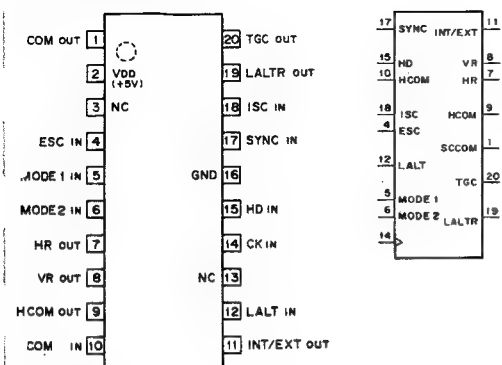 COM OUT 1
2 VDD
(+5V)
3 NC
ESC IN 4
MODE 1 IN 5
MODE2 IN 6
HR OUT 7
VR OUT 8
HCOM OUT 9
COM IN 10
20 TGC OUT
19 LALTR OUT
18 ISC IN
17 SYNC IN
GND 16
15 HD IN
14 CK IN
NC 13
12 LALT IN
11 INT/EXT OUT
17 SYNC INT/EXT 11
15 HD VR 8
10 HCOM HR 7
18 ISC HCOM 9
4 ESC
SCCOM 1
12 LALT
TGC 20
5 MODE 1
6 MODE 2 LALTR 19
14